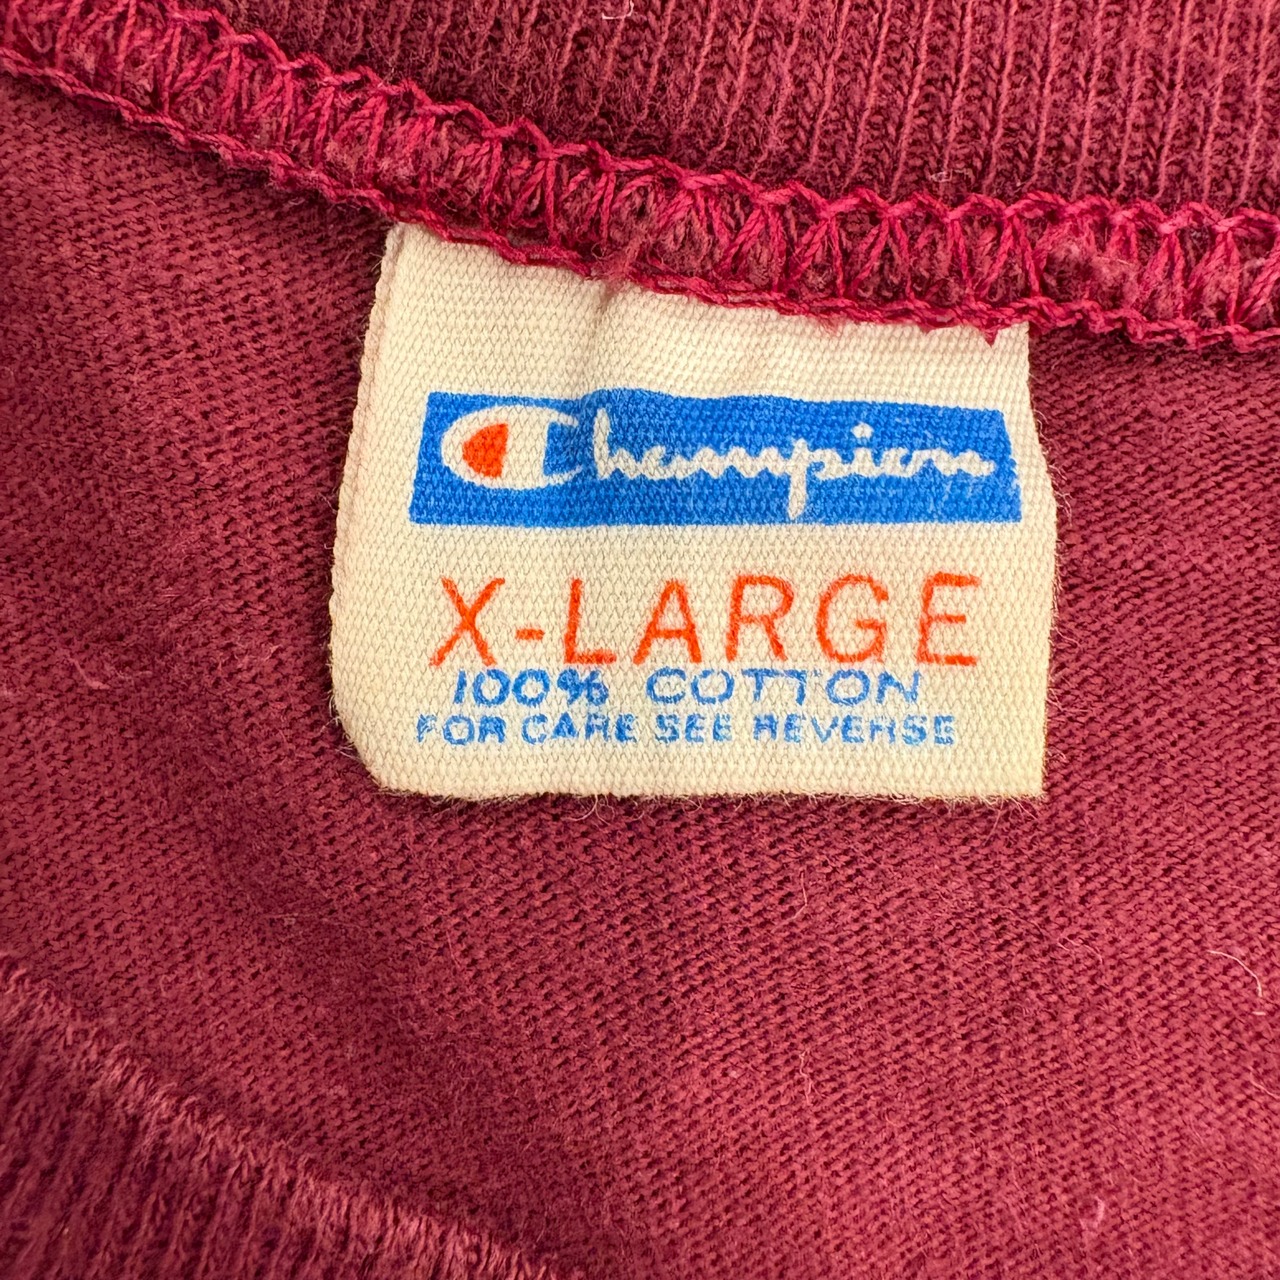 Champion
X-LARGE
100% COTTON
FOR CARE SEE REVERSE